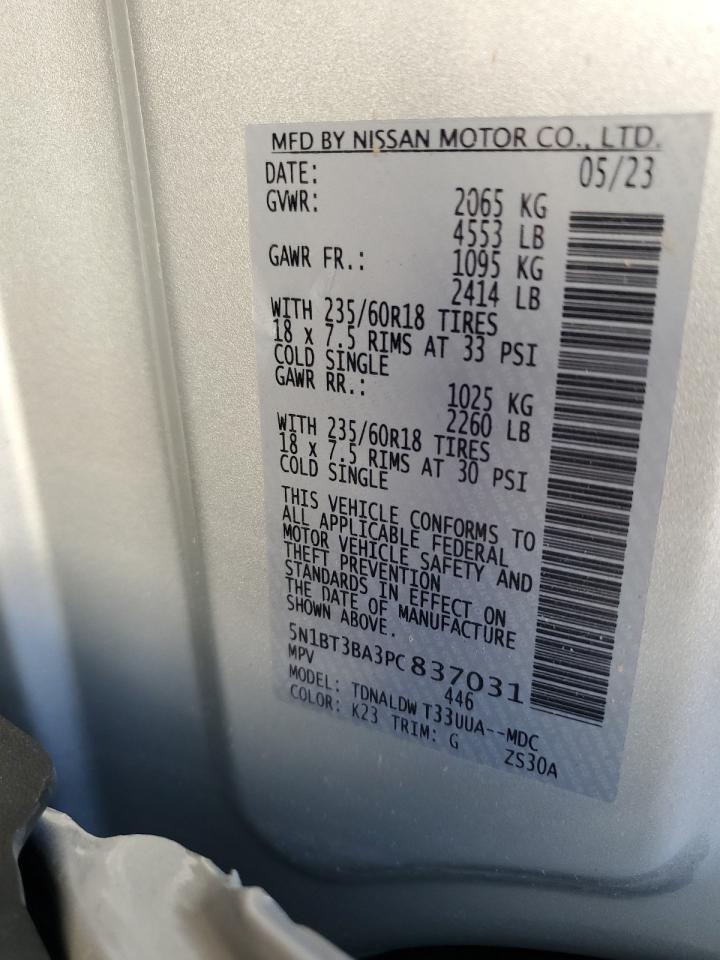 MFD BY NISSAN MOTOR CO., LTD.
DATE: 05/23
GVWR: 2065 KG
4553 LB
GAWR FR.: 1095 KG
2414 LB
WITH 235/60R18 TIRES
18 x 7.5 RIMS AT 33 PSI
COLD SINGLE
GAWR RR.: 1025 KG
2260 LB
WITH 235/60R18 TIRES
18 x 7.5 RIMS AT 30 PSI
COLD SINGLE
THIS VEHICLE CONFORMS TO
ALL APPLICABLE FEDERAL
MOTOR VEHICLE SAFETY AND
THEFT PREVENTION
STANDARDS IN EFFECT ON
THE DATE OF MANUFACTURE
SHOWN ABOVE.
5N1BT3BA3PC837031
MPV 446
MODEL: TDNALDW T33UUA--MDC
COLOR: K23 TRIM: G ZS30A